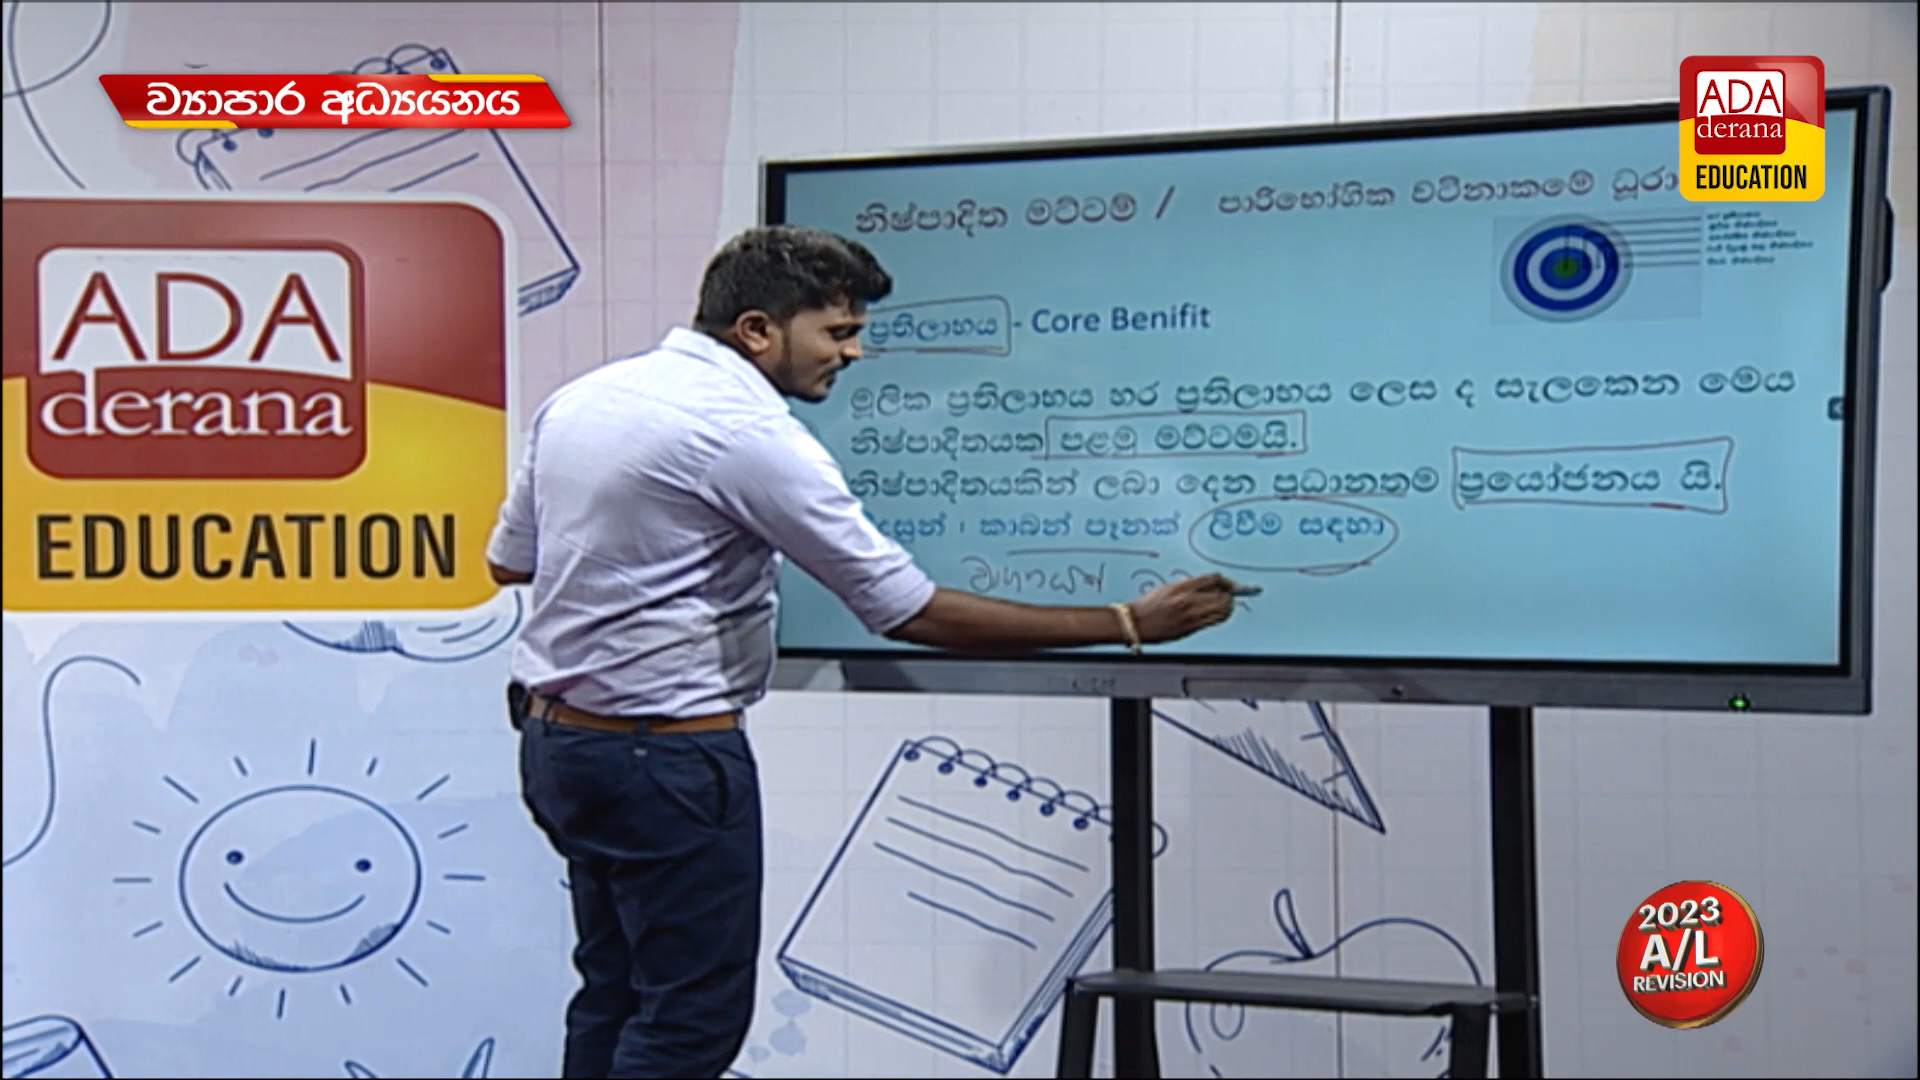 ව්‍යාපාර අධ්‍යයනය
ADA
derana
EDUCATION
ADA
derana
EDUCATION
නිෂ්පාදිත මට්ටම් / පාරිභෝගික වටිනාකමේ ධූරා
ප්‍රතිලාභය - Core Benifit
මූලික ප්‍රතිලාභය හර ප්‍රතිලාභය ලෙස ද සැලකෙන මෙය
නිෂ්පාදිතයක පළමු මට්ටමයි.
නිෂ්පාදිතයකින් ලබා දෙන ප්‍රධානතම ප්‍රයෝජනය යි.
දසුන් : කාබන් පෑනක් ලිවීම සඳහා
2023
A/L
REVISION